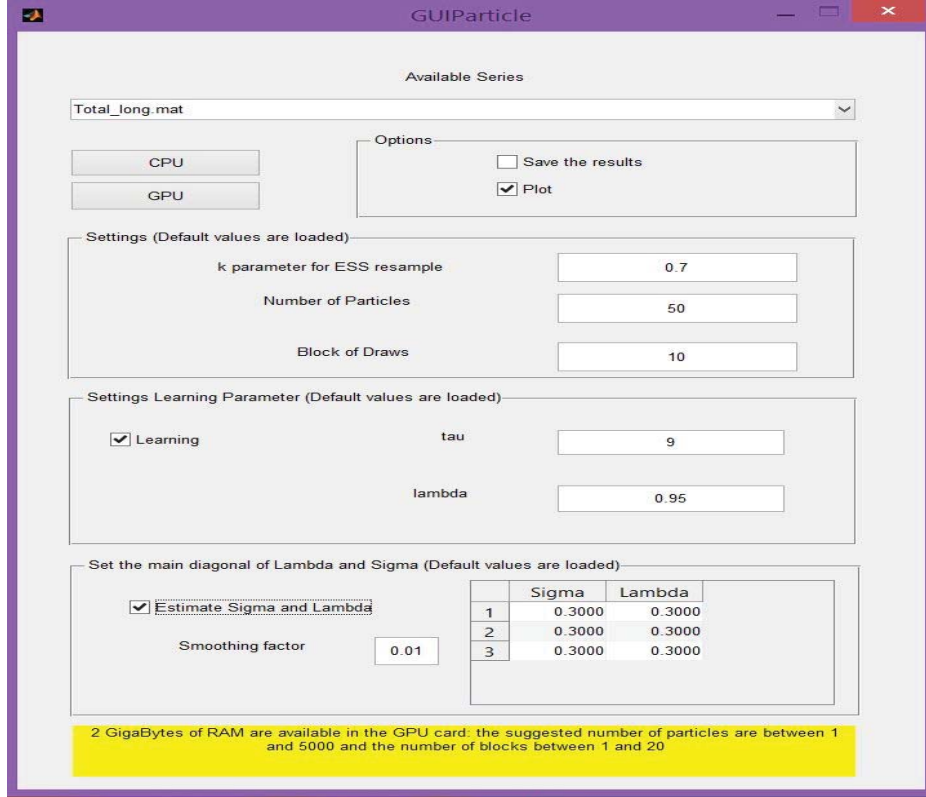 GUIParticle
Available Series
Total_long.mat
CPU
GPU
Options
Save the results
Plot
Settings (Default values are loaded)
k parameter for ESS resample
0.7
Number of Particles
50
Block of Draws
10
Settings Learning Parameter (Default values are loaded)
Learning
tau
9
lambda
0.95
Set the main diagonal of Lambda and Sigma (Default values are loaded)
Estimate Sigma and Lambda
Smoothing factor
0.01
Sigma Lambda
1 0.3000 0.3000
2 0.3000 0.3000
3 0.3000 0.3000
2 GigaBytes of RAM are available in the GPU card: the suggested number of particles are between 1
and 5000 and the number of blocks between 1 and 20